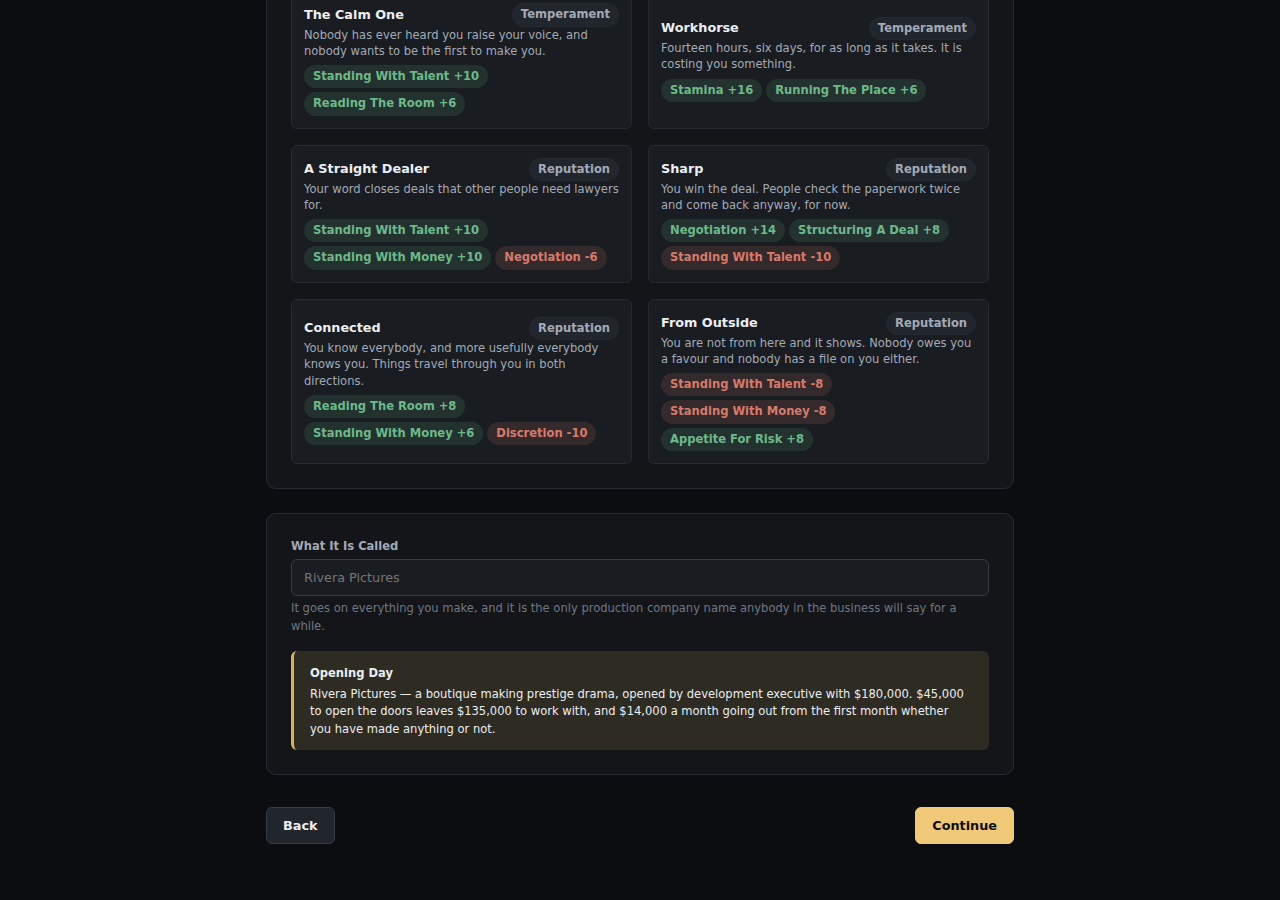 The Calm One
Temperament
Nobody has ever heard you raise your voice, and
nobody wants to be the first to make you.
Standing With Talent +10
Reading The Room +6
Workhorse
Temperament
Fourteen hours, six days, for as long as it takes. It is
costing you something.
Stamina +16
Running The Place +6
A Straight Dealer
Reputation
Your word closes deals that other people need lawyers
for.
Standing With Talent +10
Standing With Money +10
Negotiation -6
Sharp
Reputation
You win the deal. People check the paperwork twice
and come back anyway, for now.
Negotiation +14
Structuring A Deal +8
Standing With Talent -10
Connected
Reputation
You know everybody, and more usefully everybody
knows you. Things travel through you in both
directions.
Reading The Room +8
Standing With Money +6
Discretion -10
From Outside
Reputation
You are not from here and it shows. Nobody owes you
a favour and nobody has a file on you either.
Standing With Talent -8
Standing With Money -8
Appetite For Risk +8
What It Is Called
Rivera Pictures
It goes on everything you make, and it is the only production company name anybody in the business will say for a
while.
Opening Day
Rivera Pictures — a boutique making prestige drama, opened by development executive with $180,000. $45,000
to open the doors leaves $135,000 to work with, and $14,000 a month going out from the first month whether
you have made anything or not.
Back
Continue